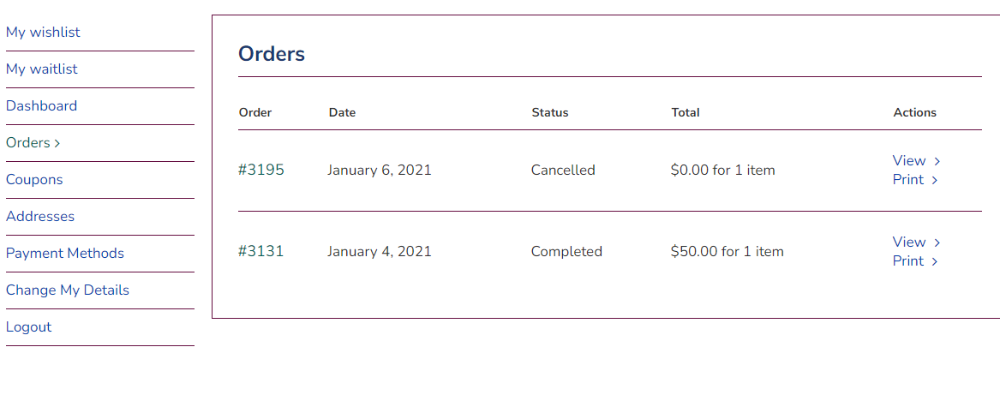 My wishlist
My waitlist
Dashboard
Orders >
Coupons
Addresses
Payment Methods
Change My Details
Logout
Orders
Order Date Status Total Actions
#3195 January 6, 2021 Cancelled $0.00 for 1 item View >
Print >
#3131 January 4, 2021 Completed $50.00 for 1 item View >
Print >